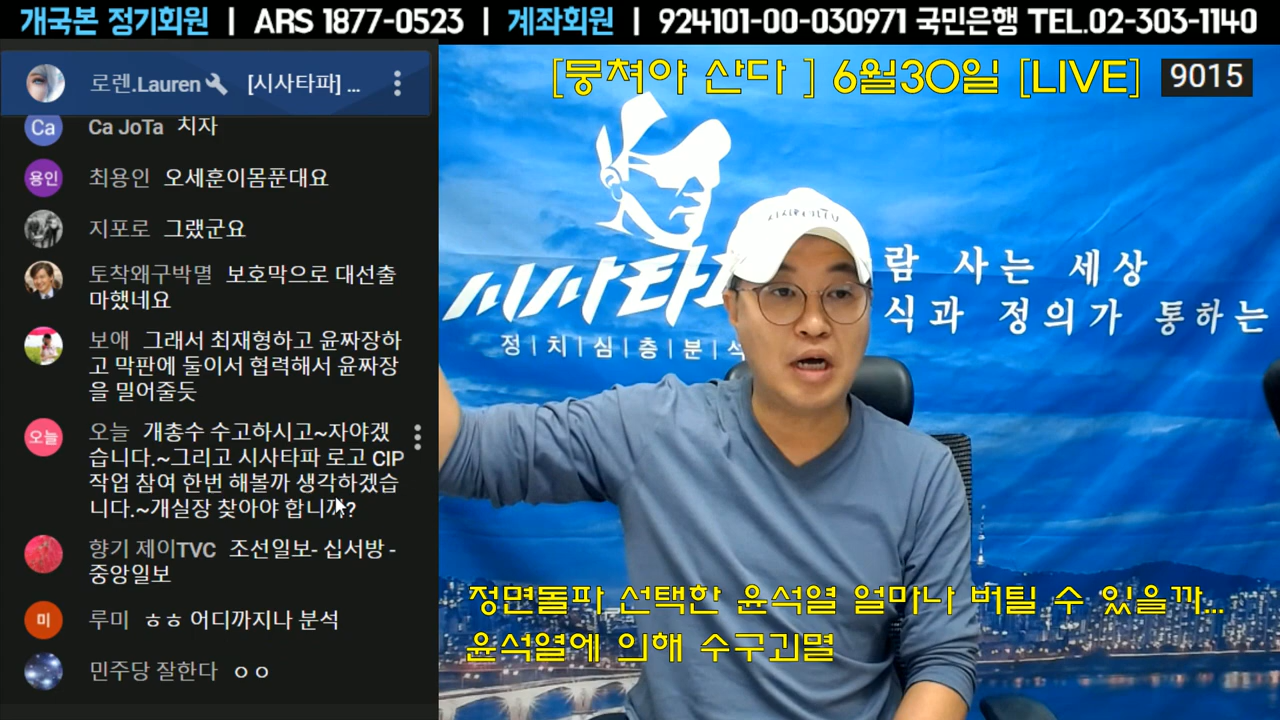 개국본 정기회원 | ARS 1877-0523 | 계좌회원 | 924101-00-030971 국민은행 TEL.02-303-1140
로렌.Lauren [시사타파] ...
Ca Ca JoTa 치자
용인 최용인 오세훈이몸푼대요
지포로 그랬군요
토착왜구박멸 보호막으로 대선출
마했네요
보애 그래서 최재형하고 윤짜장하
고 막판에 둘이서 협력해서 윤짜장
을 밀어줄듯
오늘 오늘 개총수 수고하시고~자야겠
습니다.~그리고 시사타파 로고 CIP
작업 참여 한번 해볼까 생각하겠습
니다.~개실장 찾아야 합니까?
향기 제이TVC 조선일보- 십서방 -
중앙일보
미 루미 ㅎㅎ 어디까지나 분석
민주당 잘한다 ㅇㅇ
[뭉쳐야 산다 ] 6월30일 [LIVE] 9015
시사타파TV
시사타파
정|치|심|층|분|석
람 사는 세상
식과 정의가 통하는
정면돌파 선택한 윤석열 얼마나 버틸 수 있을까...
윤석열에 의해 수구괴멸